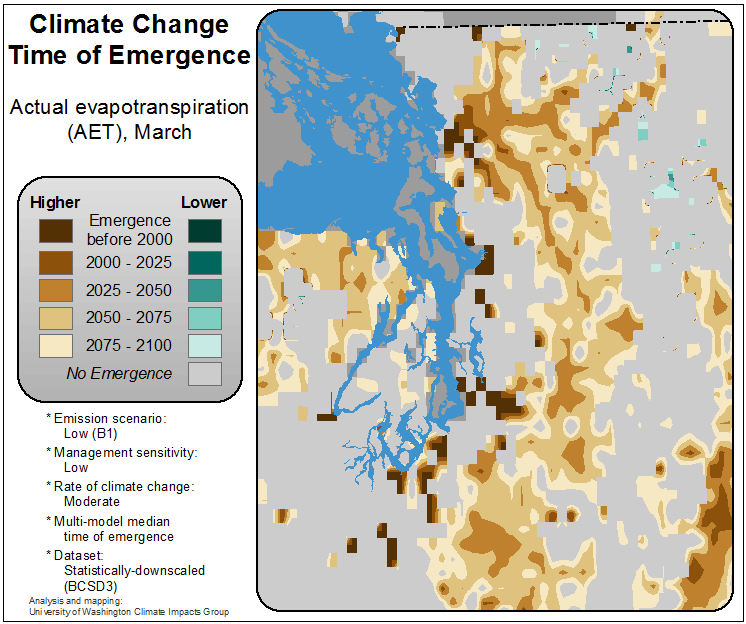 Climate Change
Time of Emergence
Actual evapotranspiration
(AET), March
Higher
Lower
Emergence
before 2000
2000 - 2025
2025 - 2050
2050 - 2075
2075 - 2100
No Emergence
* Emission scenario:
Low (B1)
* Management sensitivity:
Low
* Rate of climate change:
Moderate
* Multi-model median
time of emergence
* Dataset:
Statistically-downscaled
(BCSD3)
Analysis and mapping:
University of Washington Climate Impacts Group